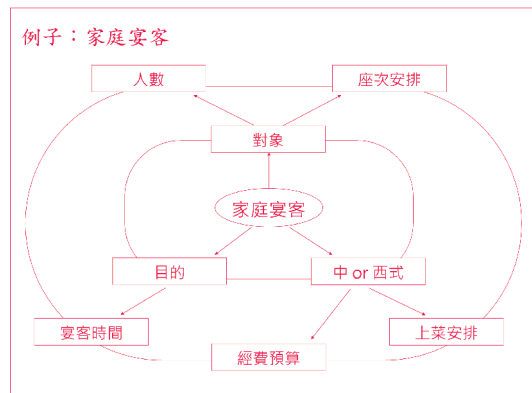 例子：家庭宴客
人數
座次安排
對象
家庭宴客
目的
中 or 西式
宴客時間
上菜安排
經費預算